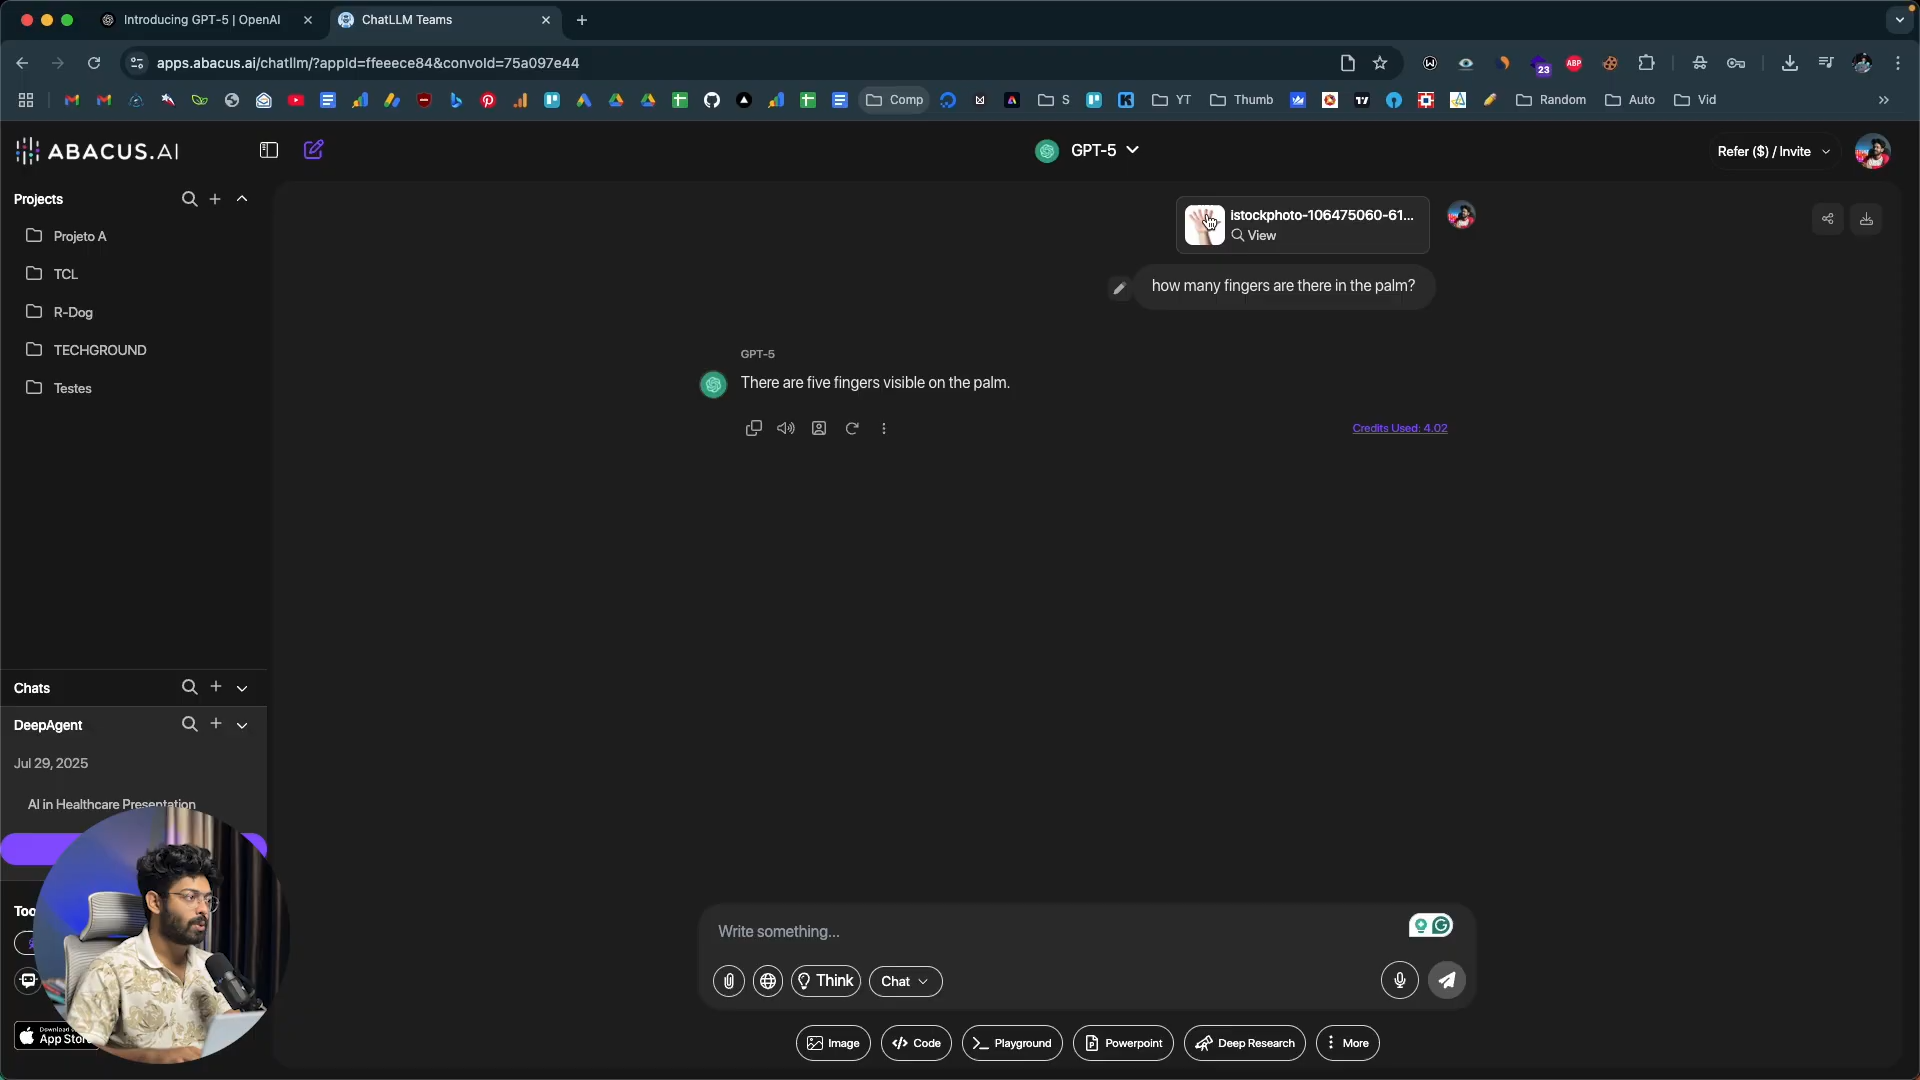 Introducing GPT-5 | OpenAI
ChatLLM Teams
apps.abacus.ai/chatllm/?appId=ffeeece84&convoId=75a097e44
23
ABP
Comp
S
YT
Thumb
Random
Auto
Vid
ABACUS.AI
GPT-5
Refer ($) / Invite
Projects
Projeto A
TCL
R-Dog
TECHGROUND
Testes
istockphoto-106475060-61...
View
how many fingers are there in the palm?
GPT-5
There are five fingers visible on the palm.
Credits Used: 4.02
Chats
DeepAgent
Jul 29, 2025
AI in Healthcare Presentation
Write something...
Think
Chat
Image
Code
Playground
Powerpoint
Deep Research
More